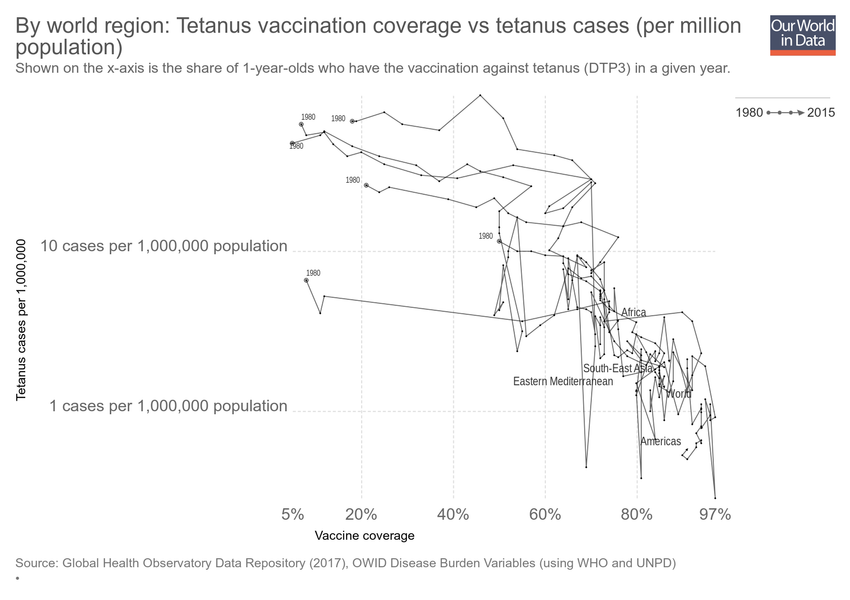 By world region: Tetanus vaccination coverage vs tetanus cases (per million
population)
Our World
in Data
Shown on the x-axis is the share of 1-year-olds who have the vaccination against tetanus (DTP3) in a given year.
1980 2015
1980
1980
1980
1980
1980
1980
Tetanus cases per 1,000,000
10 cases per 1,000,000 population
1 cases per 1,000,000 population
Africa
South-East Asia
Eastern Mediterranean
World
Americas
5% 20% 40% 60% 80% 97%
Vaccine coverage
Source: Global Health Observatory Data Repository (2017), OWID Disease Burden Variables (using WHO and UNPD)
•